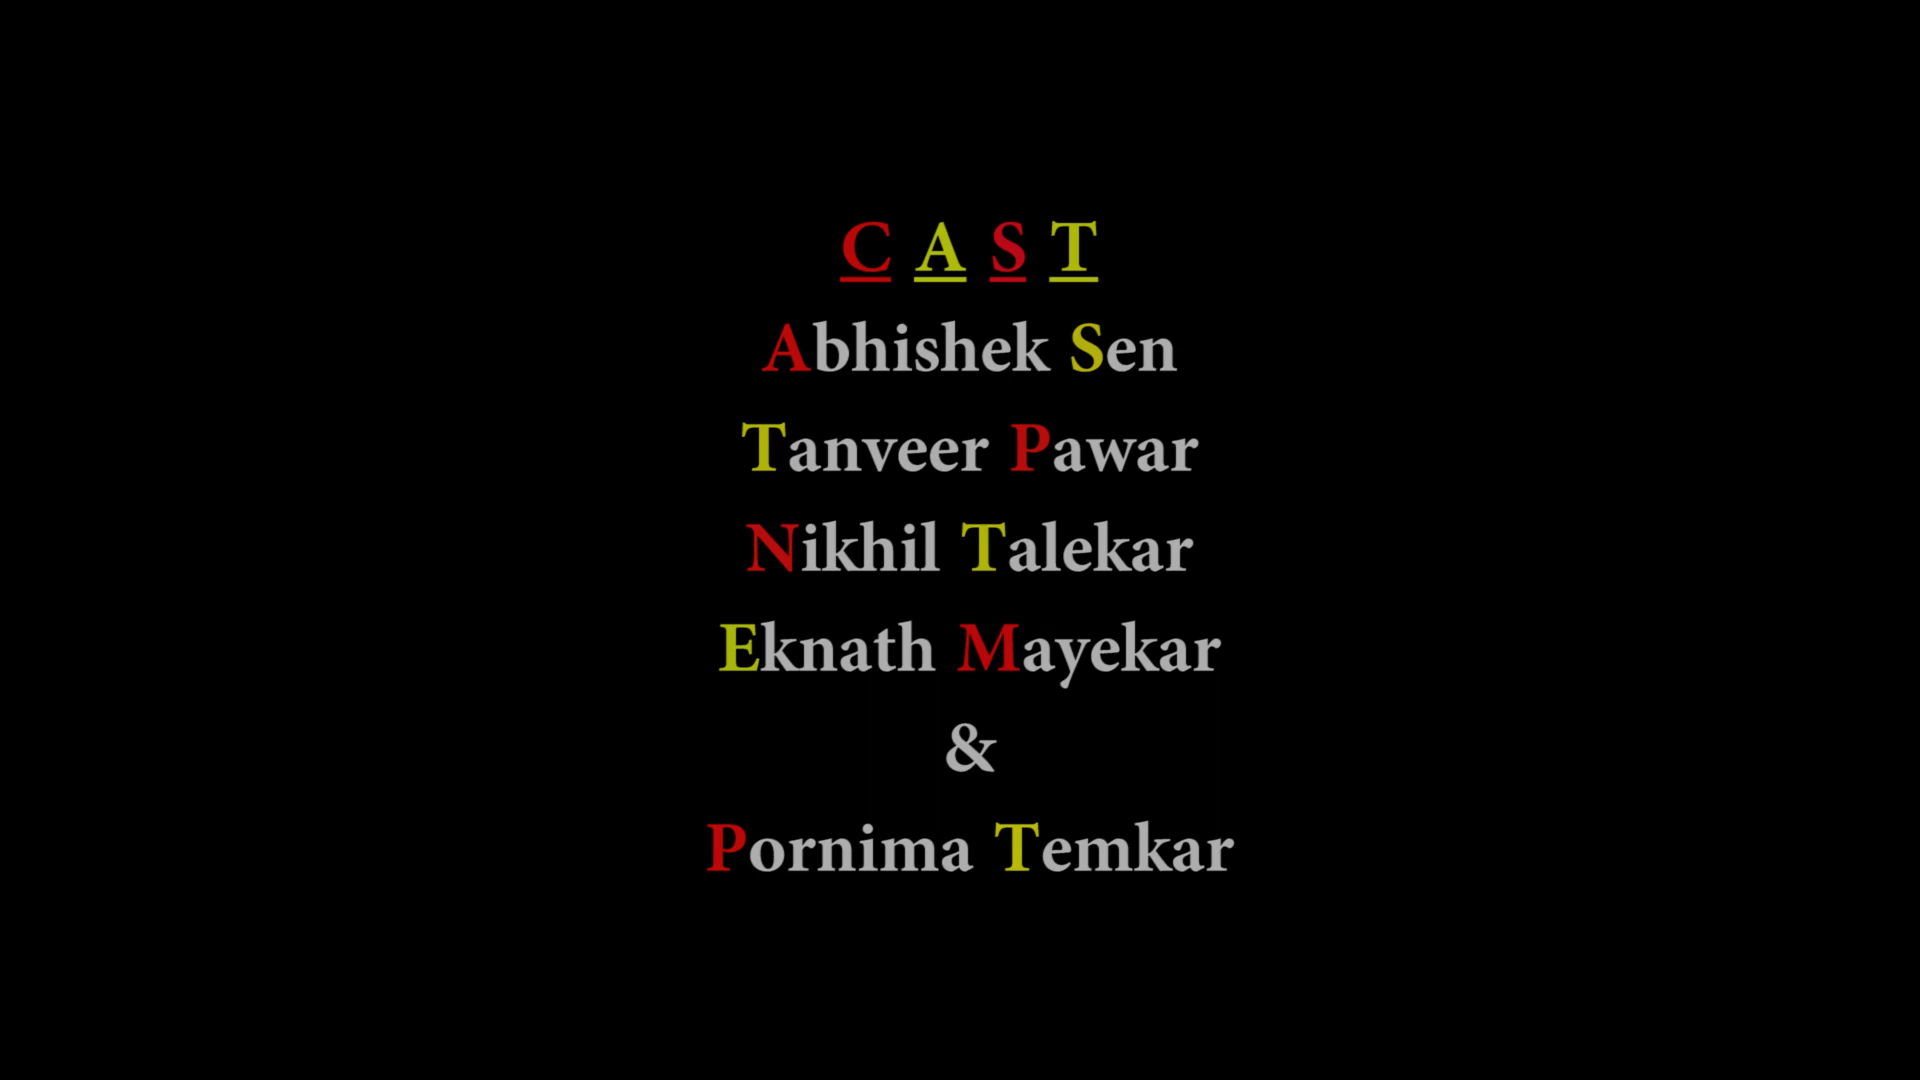 C A S T
Abhishek Sen
Tanveer Pawar
Nikhil Talekar
Eknath Mayekar
&
Pornima Temkar